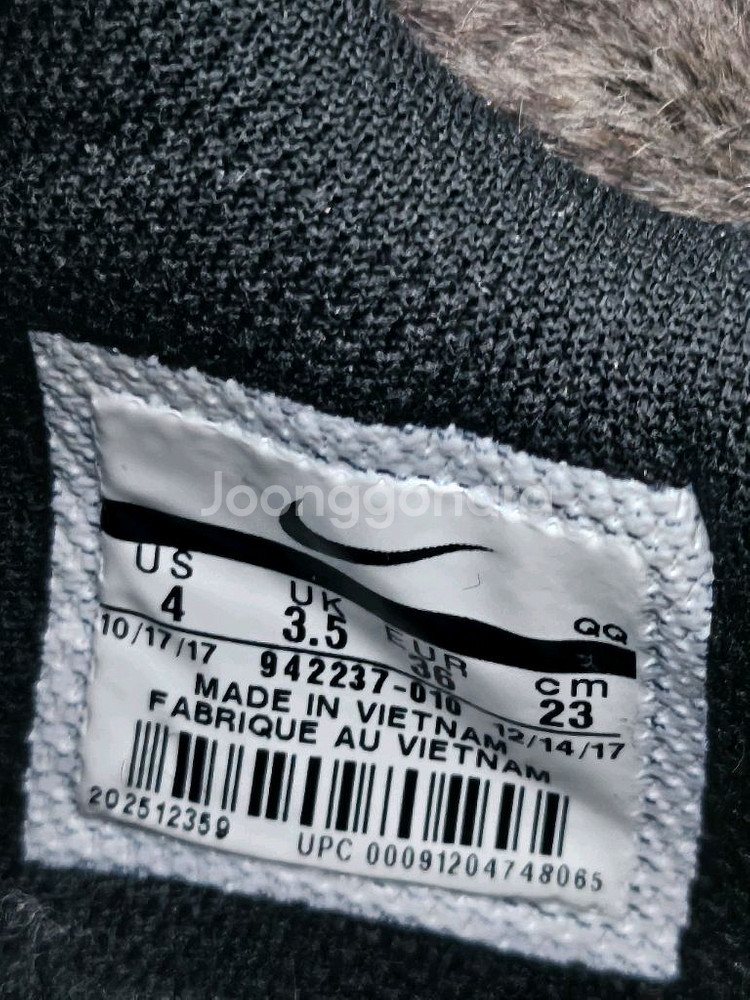 Joonggonara
US UK EUR QQ
4 3.5 36 cm
23
10/17/17 942237-010 12/14/17
MADE IN VIETNAM
FABRIQUE AU VIETNAM
202512359
UPC 00091204748065